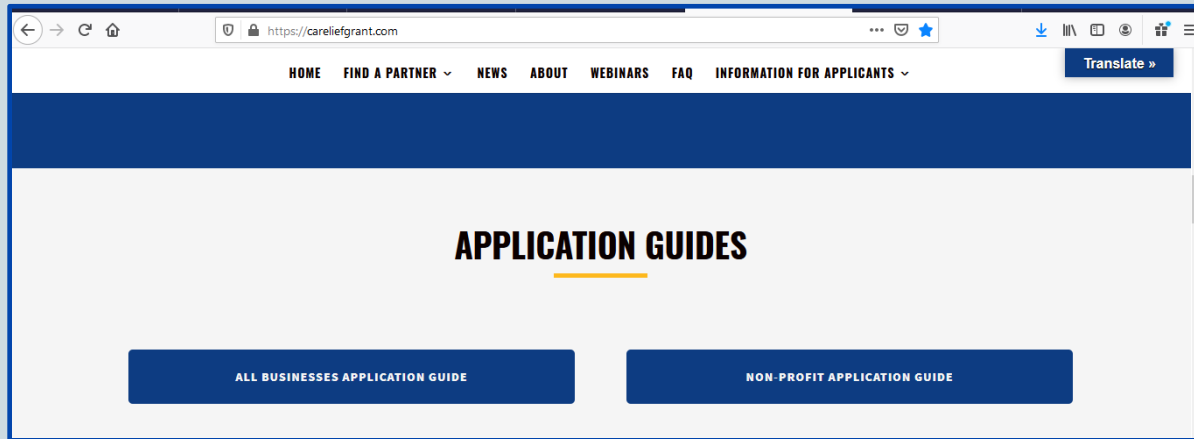 https://careliefgrant.com
HOME FIND A PARTNER NEWS ABOUT WEBINARS FAQ INFORMATION FOR APPLICANTS
Translate »
APPLICATION GUIDES
ALL BUSINESSES APPLICATION GUIDE
NON-PROFIT APPLICATION GUIDE